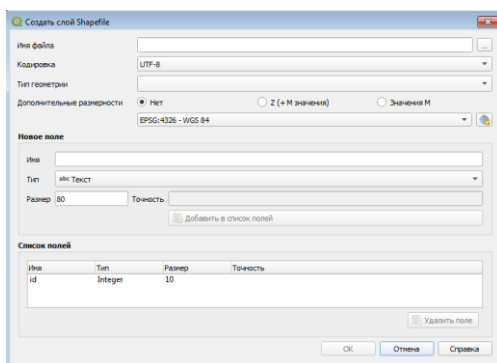 Создать слой Shapefile
Имя файла
...
Кодировка UTF-8
Тип геометрии
Дополнительные размерности Нет Z (+ M значения) Значения M
EPSG:4326 - WGS 84
Новое поле
Имя
Тип abc Текст
Размер 80 Точность
Добавить в список полей
Список полей
Имя Тип Размер Точность
id Integer 10
Удалить поле
OK Отмена Справка